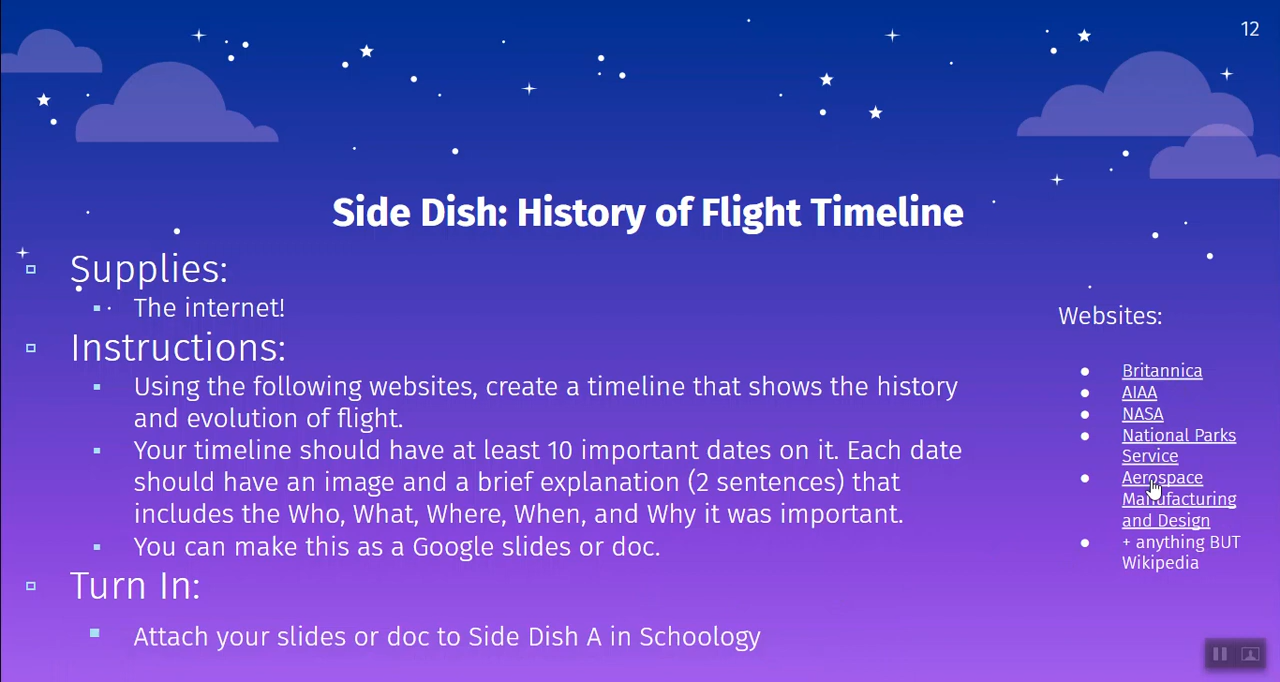 12
Side Dish: History of Flight Timeline
Supplies:
The internet!
Instructions:
Using the following websites, create a timeline that shows the history
and evolution of flight.
Your timeline should have at least 10 important dates on it. Each date
should have an image and a brief explanation (2 sentences) that
includes the Who, What, Where, When, and Why it was important.
You can make this as a Google slides or doc.
Turn In:
Attach your slides or doc to Side Dish A in Schoology
Websites:
Britannica
AIAA
NASA
National Parks
Service
Aerospace
Manufacturing
and Design
+ anything BUT
Wikipedia